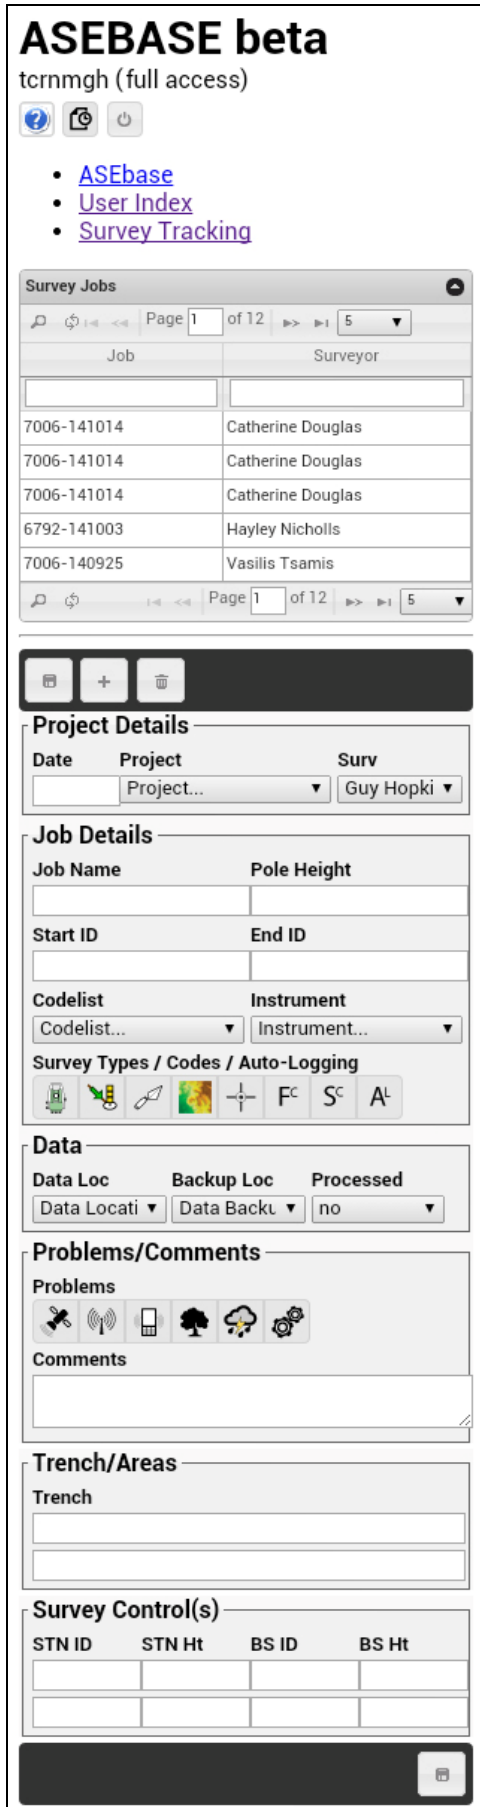 ASEBASE beta
tcrnmgh (full access)
ASEbase
User Index
Survey Tracking
Survey Jobs
Page 1 of 12 5
Job Surveyor
7006-141014 Catherine Douglas
7006-141014 Catherine Douglas
7006-141014 Catherine Douglas
6792-141003 Hayley Nicholls
7006-140925 Vasilis Tsamis
Page 1 of 12 5
Project Details
Date Project Surv
Project... Guy Hopki
Job Details
Job Name Pole Height
Start ID End ID
Codelist Instrument
Codelist... Instrument...
Survey Types / Codes / Auto-Logging
FC SC AL
Data
Data Loc Backup Loc Processed
Data Locati Data Backu no
Problems/Comments
Problems
Comments
Trench/Areas
Trench
Survey Control(s)
STN ID STN Ht BS ID BS Ht